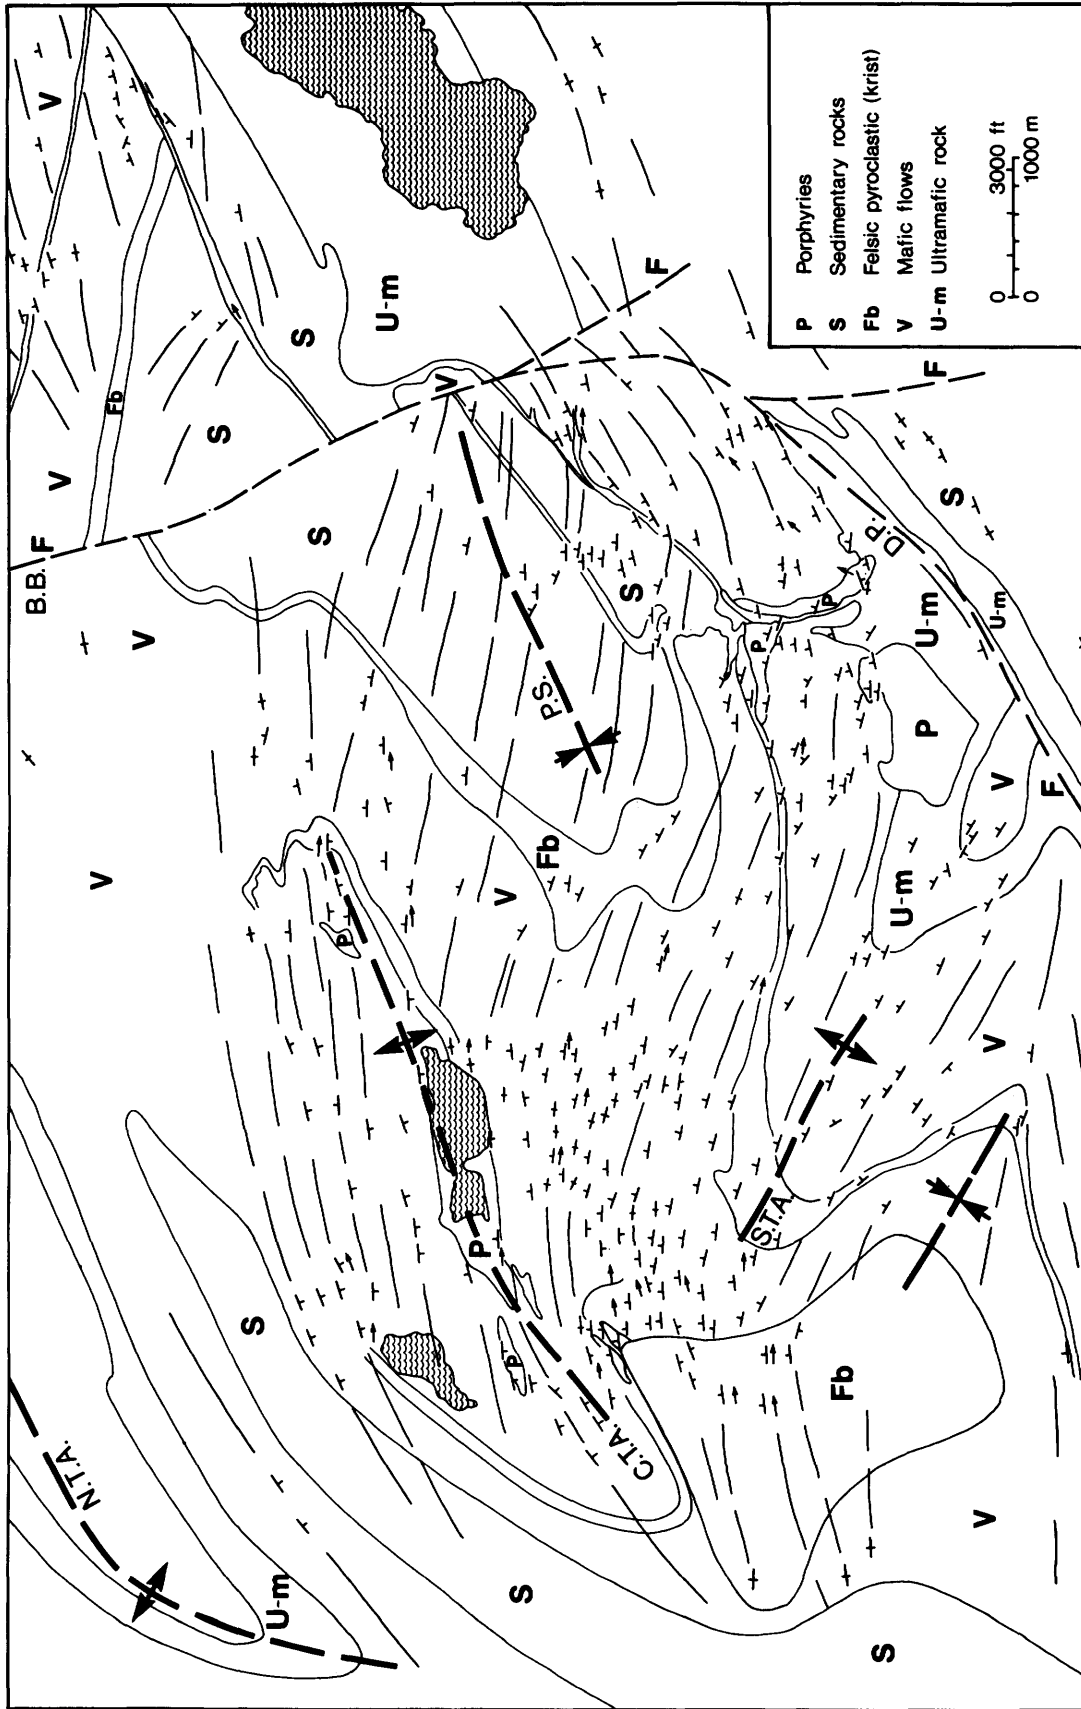 V
V
Fb
S
S
U-m
B.B. F
V
S
V
F
V
P.S.
S
P
P
D.P.
U-m
U-m
S
F
P
V
F
Fb
V
U-m
V
P
N.T.A.
U-m
S
S
P
P
C.T.A.
S.T.A.
V
Fb
V
S
P Porphyries
S Sedimentary rocks
Fb Felsic pyroclastic (krist)
V Mafic flows
U-m Ultramafic rock
0 3000 ft
0 1000 m